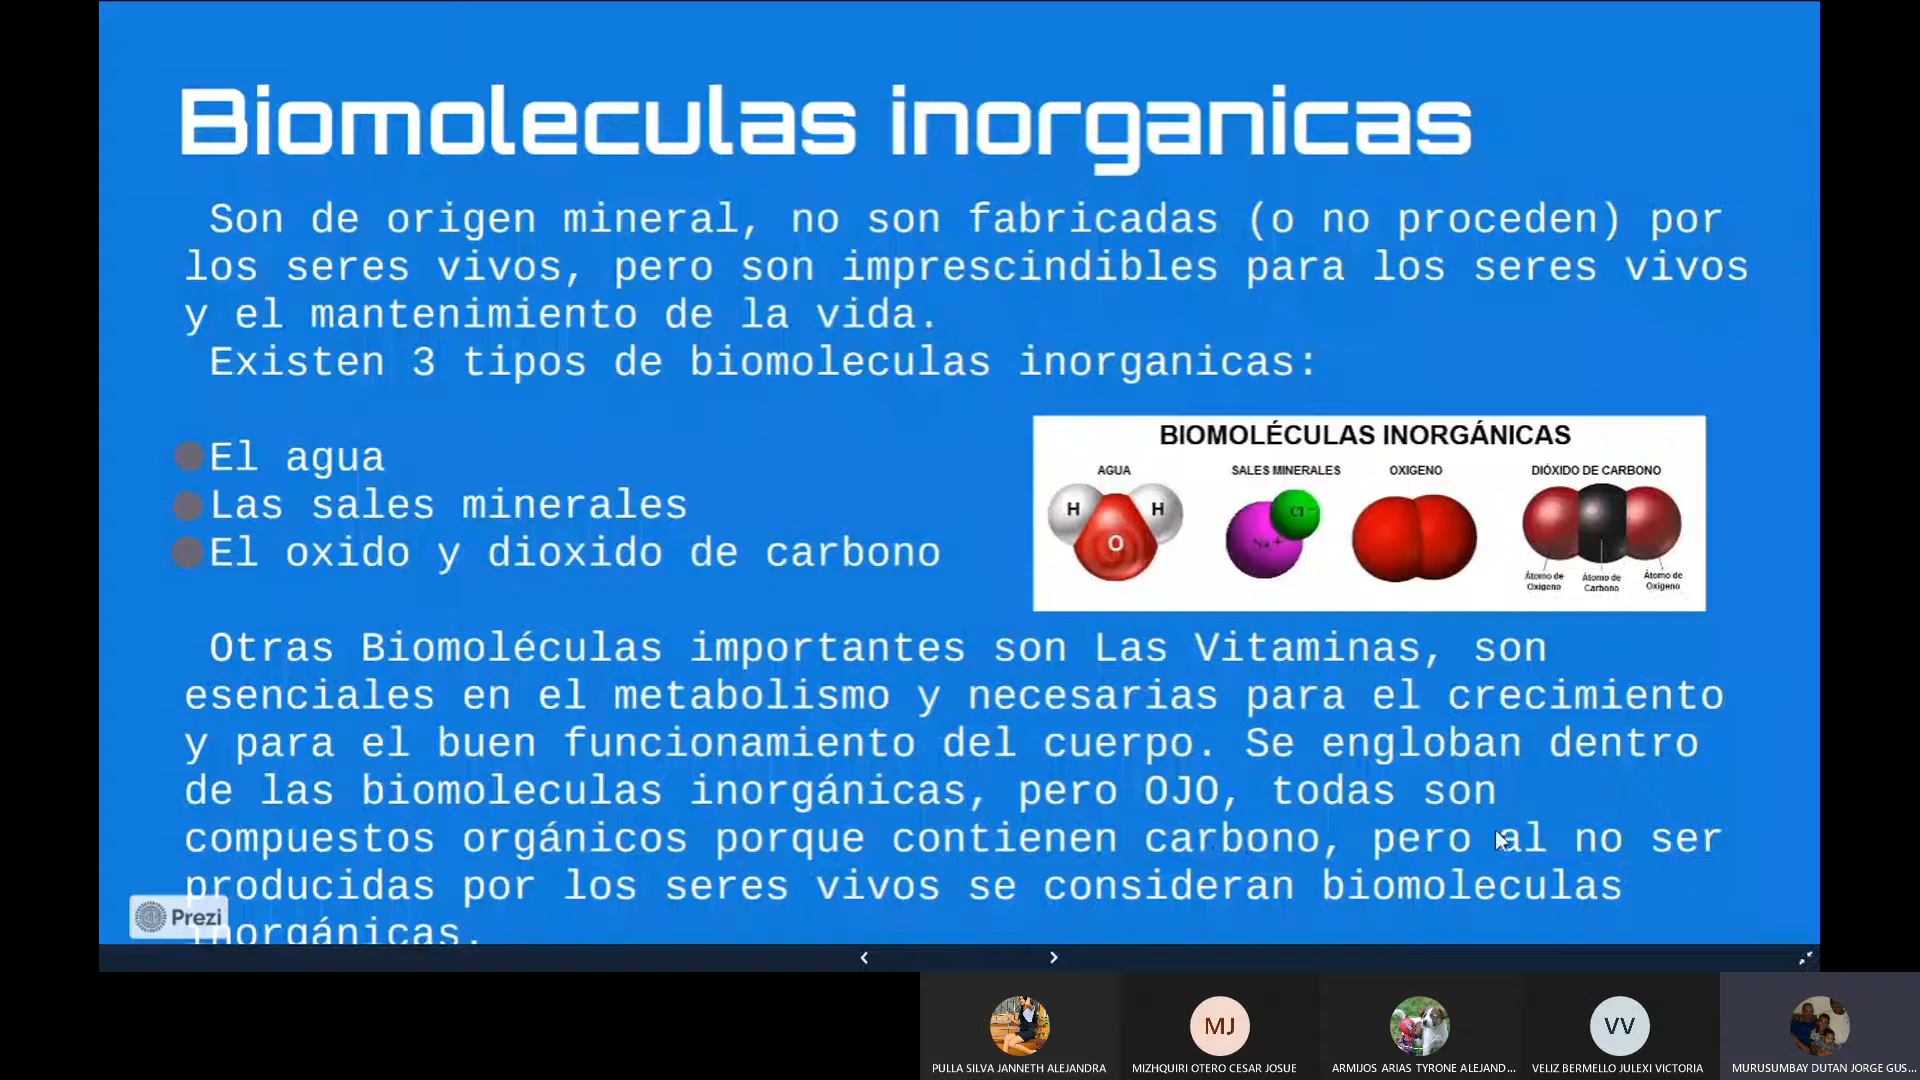 Biomoleculas inorganicas
Son de origen mineral, no son fabricadas (o no proceden) por
los seres vivos, pero son imprescindibles para los seres vivos
y el mantenimiento de la vida.
Existen 3 tipos de biomoleculas inorganicas:
El agua
Las sales minerales
El oxido y dioxido de carbono
BIOMOLÉCULAS INORGÁNICAS
AGUA SALES MINERALES OXIGENO DIÓXIDO DE CARBONO
H H Cl -
O Na +
Átomo de Oxígeno Átomo de Carbono Átomo de Oxígeno
Otras Biomoléculas importantes son Las Vitaminas, son
esenciales en el metabolismo y necesarias para el crecimiento
y para el buen funcionamiento del cuerpo. Se engloban dentro
de las biomoleculas inorgánicas, pero OJO, todas son
compuestos orgánicos porque contienen carbono, pero al no ser
producidas por los seres vivos se consideran biomoleculas
inorgánicas.
Prezi
MJ VV
PULLA SILVA JANNETH ALEJANDRA MIZHQUIRI OTERO CESAR JOSUE ARMIJOS ARIAS TYRONE ALEJAND... VELIZ BERMELLO JULEXI VICTORIA MURUSUMBAY DUTAN JORGE GUS...